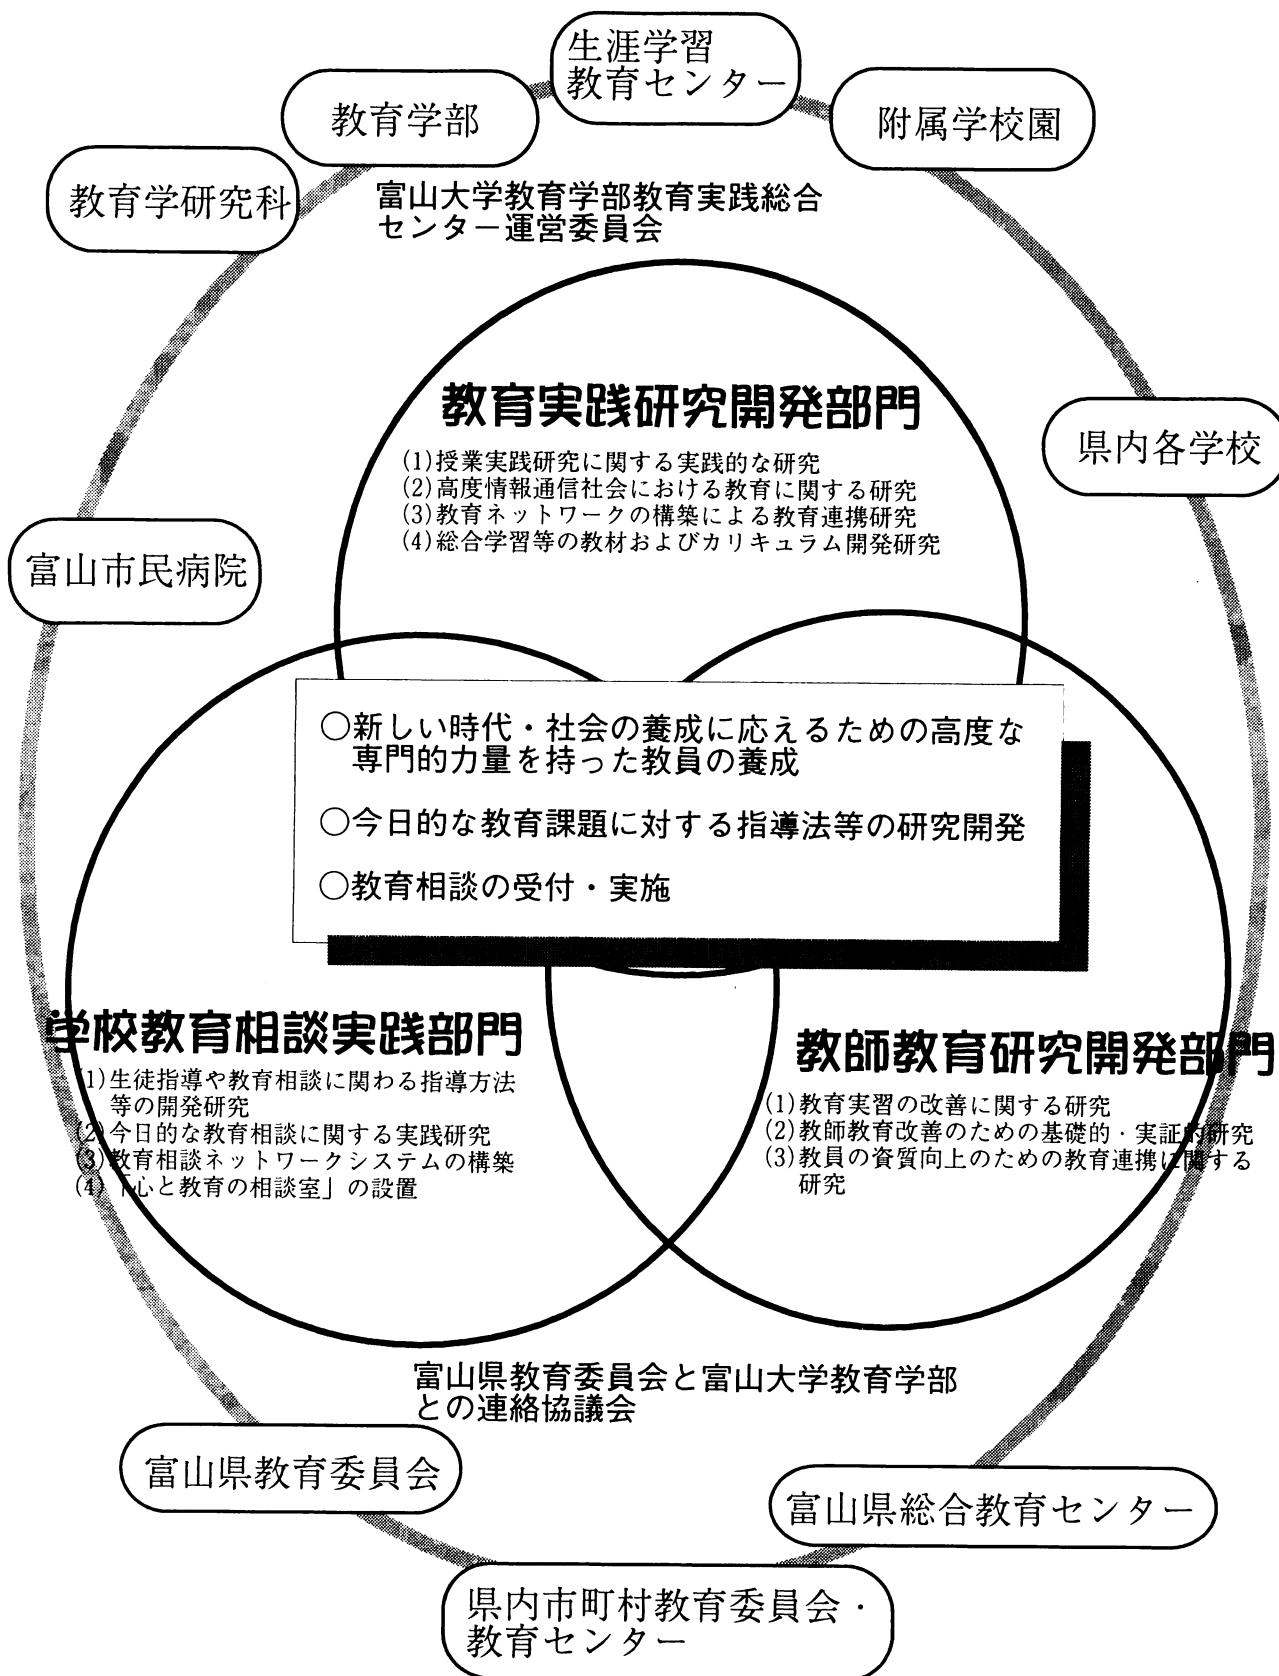 生涯学習
教育センター
教育学部
附属学校園
教育学研究科
富山大学教育学部教育実践総合
センター運営委員会
教育実践研究開発部門
(1)授業実践研究に関する実践的な研究
(2)高度情報通信社会における教育に関する研究
(3)教育ネットワークの構築による教育連携研究
(4)総合学習等の教材およびカリキュラム開発研究
県内各学校
富山市民病院
○新しい時代・社会の養成に応えるための高度な
専門的力量を持った教員の養成
○今日的な教育課題に対する指導法等の研究開発
○教育相談の受付・実施
学校教育相談実践部門
(1)生徒指導や教育相談に関わる指導方法
等の開発研究
(2)今日的な教育相談に関する実践研究
(3)教育相談ネットワークシステムの構築
(4)「心と教育の相談室」の設置
教師教育研究開発部門
(1)教育実習の改善に関する研究
(2)教師教育改善のための基礎的・実証的研究
(3)教員の資質向上のための教育連携に関する
研究
富山県教育委員会と富山大学教育学部
との連絡協議会
富山県教育委員会
富山県総合教育センター
県内市町村教育委員会・
教育センター